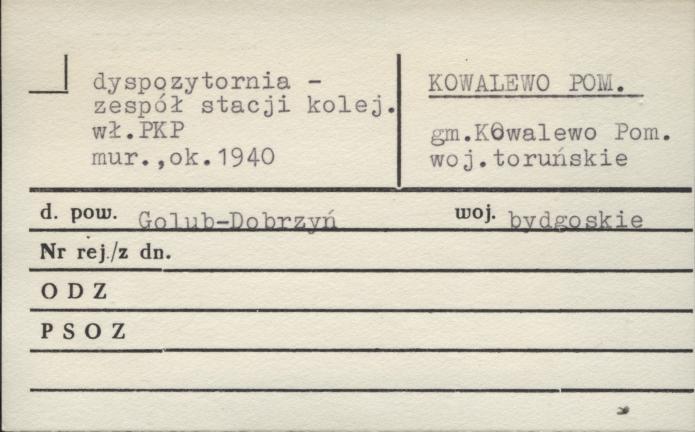 dyspozytornia -
zespół stacji kolej.
wł.PKP
mur.,ok.1940
KOWALEWO POM.
gm.Kowalewo Pom.
woj.toruńskie
d. pow. Golub-Dobrzyń woj. bydgoskie
Nr rej./z dn.
ODZ
PSOZ